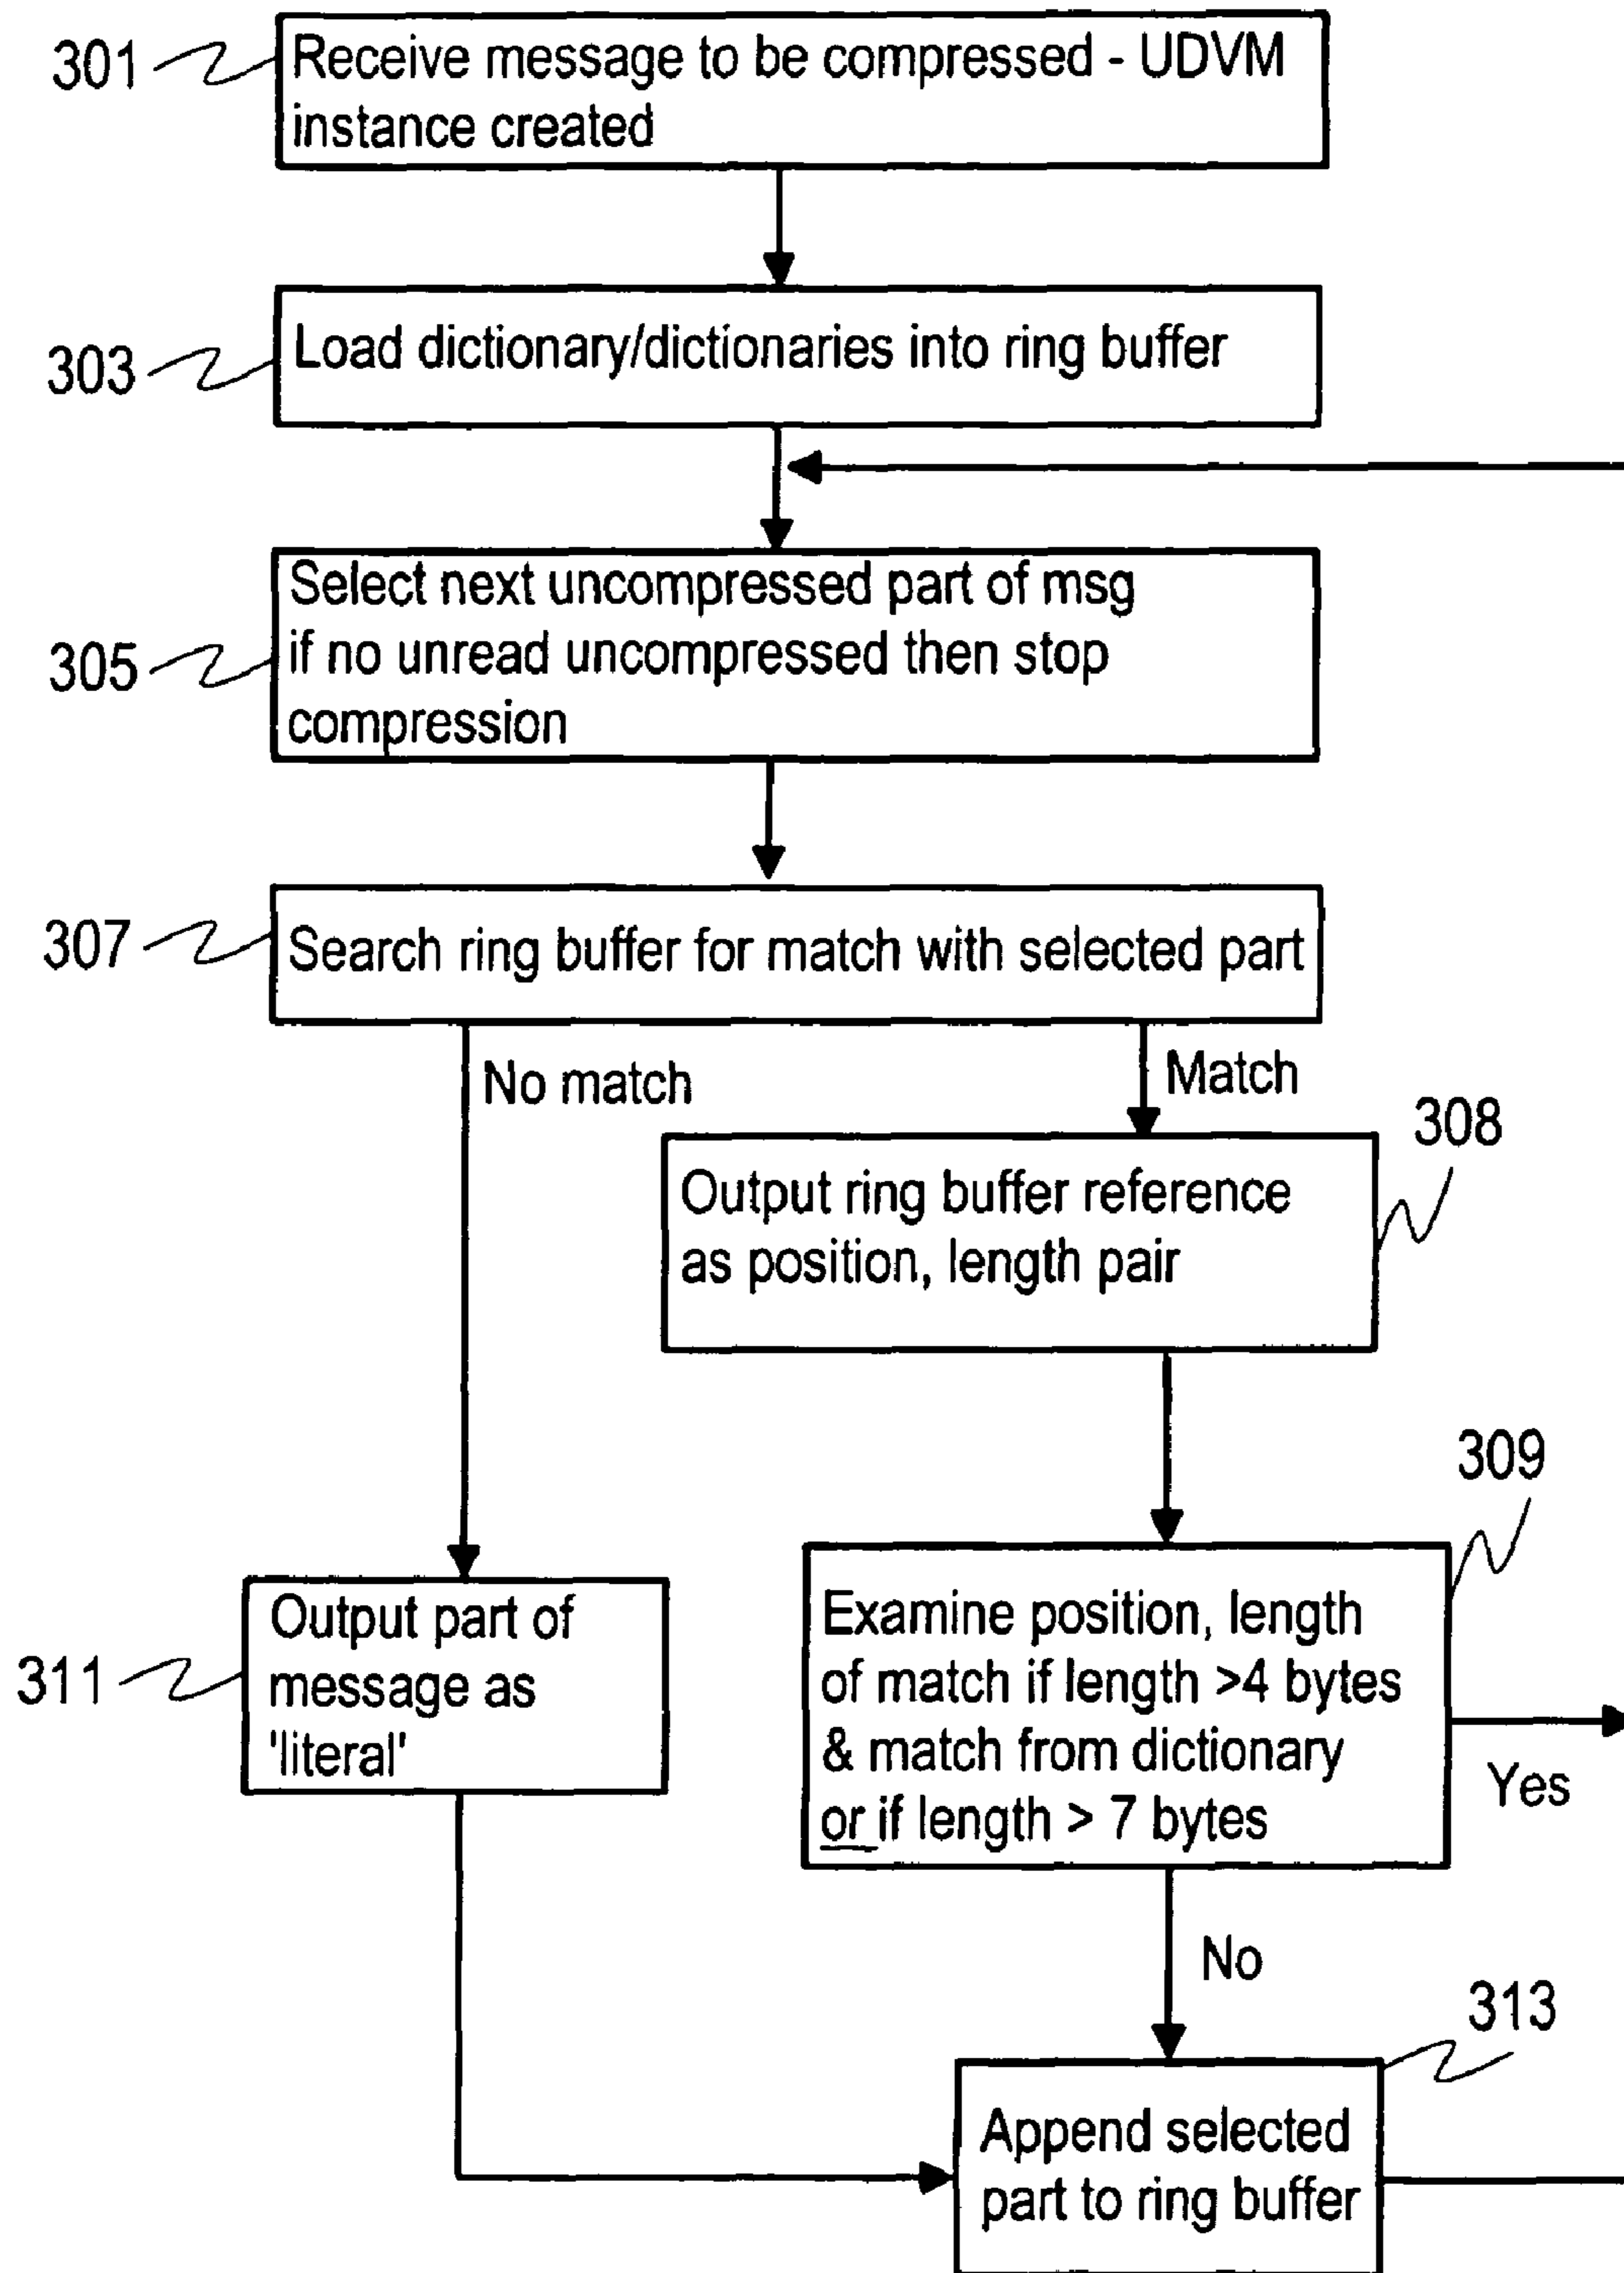 301
Receive message to be compressed - UDVM
instance created
303
Load dictionary/dictionaries into ring buffer
305
Select next uncompressed part of msg
if no unread uncompressed then stop
compression
307
Search ring buffer for match with selected part
No match
Match
308
Output ring buffer reference
as position, length pair
309
Examine position, length
of match if length >4 bytes
& match from dictionary
or if length > 7 bytes
Yes
311
Output part of
message as
'literal'
No
313
Append selected
part to ring buffer